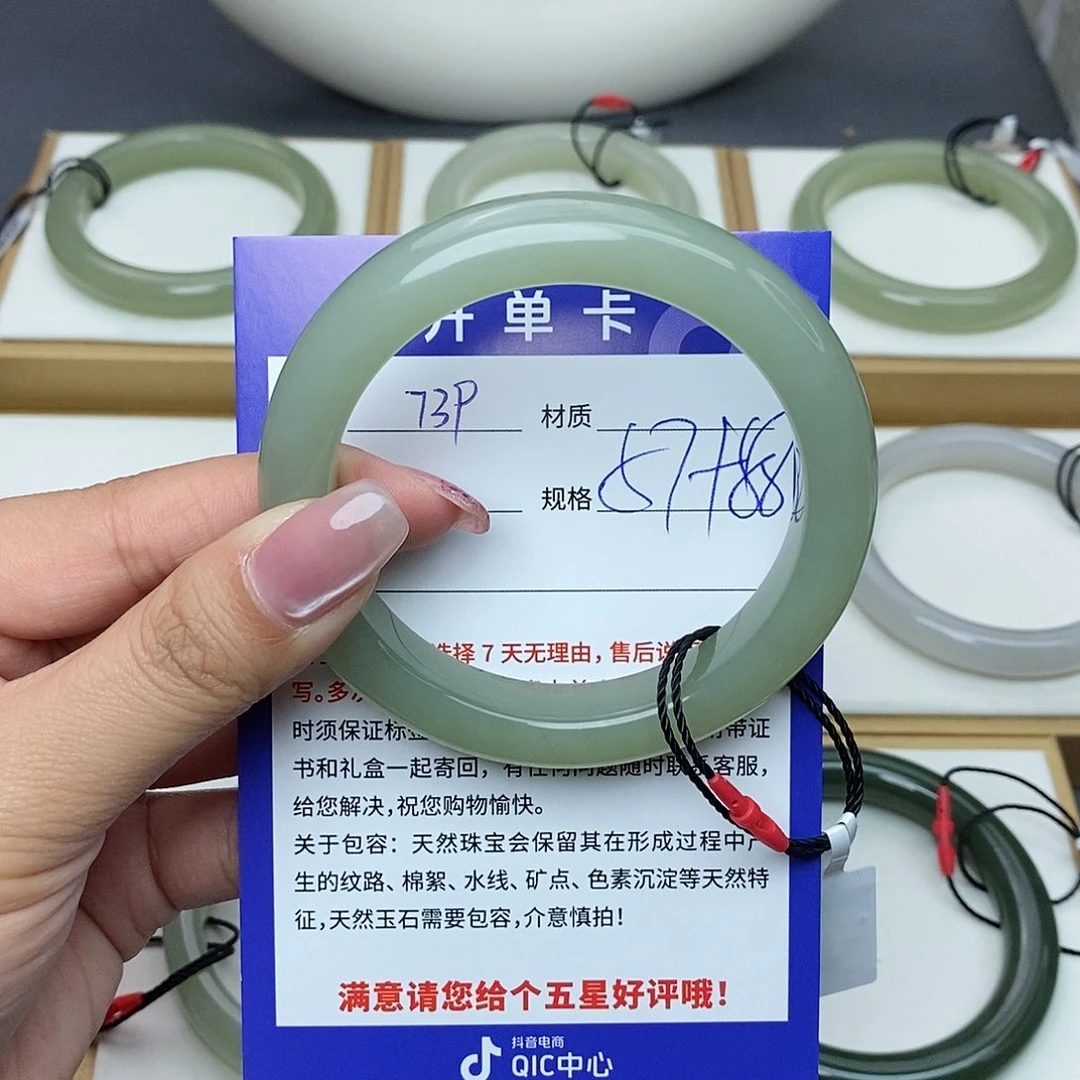 开单卡
73P
材质
规格
选择 7 天无理由，售后
写。多
时须保证标 带证
书和礼盒一起寄回，有任何问题随时联系客服，
给您解决，祝您购物愉快。
关于包容：天然珠宝会保留其在形成过程中产
生的纹路、棉絮、水线、矿点、色素沉淀等天然特
征，天然玉石需要包容，介意慎拍！
满意请您给个五星好评哦！
抖音电商
QIC中心